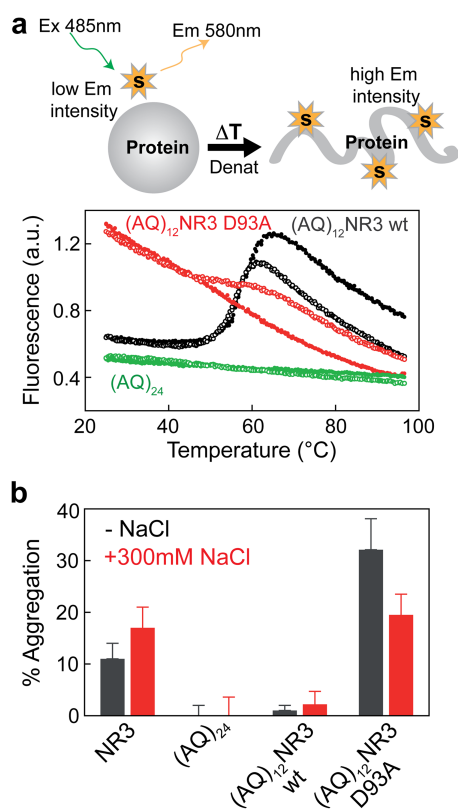 a
Ex 485nm
Em 580nm
S
low Em
intensity
Protein
ΔT
Denat
high Em
intensity
S
S
Protein
S
(AQ)12NR3 D93A
(AQ)12NR3 wt
(AQ)24
Fluorescence (a.u.)
1.2
0.8
0.4
20
40
60
80
100
Temperature (°C)
b
- NaCl
+300mM NaCl
% Aggregation
40
30
20
10
0
NR3
(AQ)24
(AQ)12NR3
wt
(AQ)12NR3
D93A